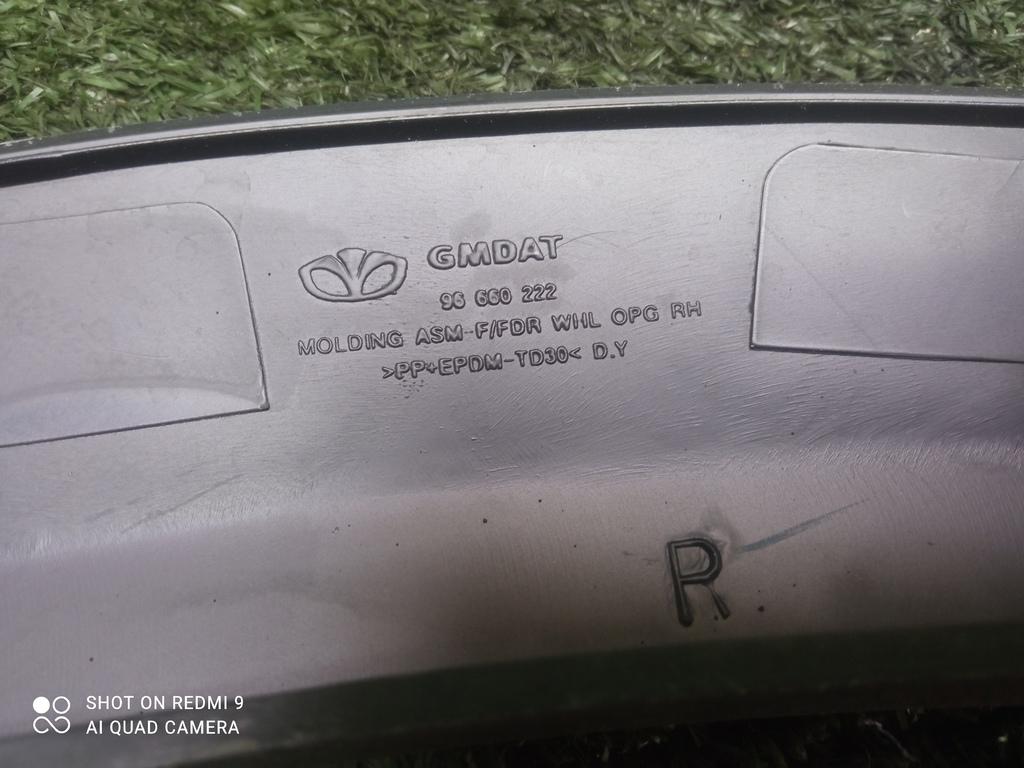 GMDAT
96 660 222
MOLDING ASM-F/FDR WHL OPG RH
>PP+EPDM-TD30< D.Y
R
SHOT ON REDMI 9
AI QUAD CAMERA